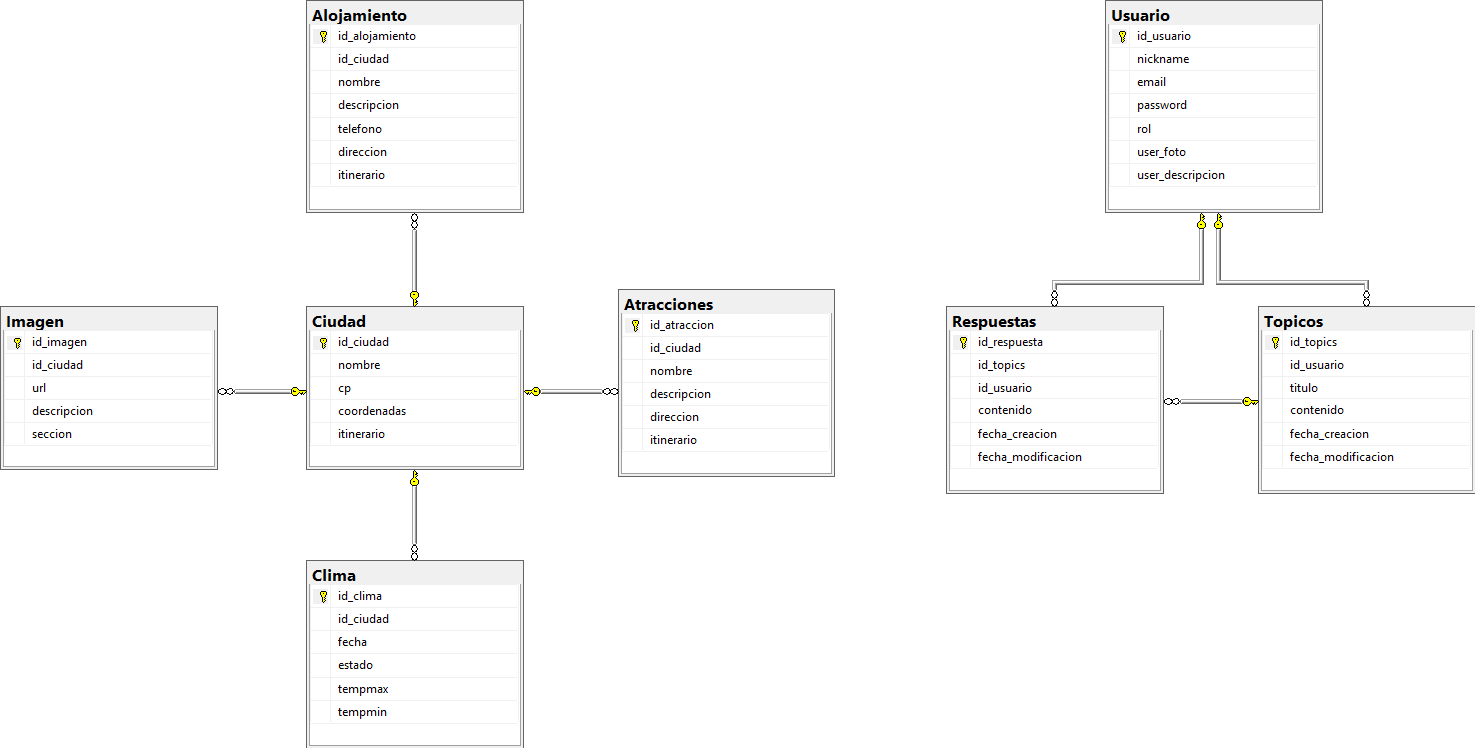 Alojamiento
id_alojamiento
id_ciudad
nombre
descripcion
telefono
direccion
itinerario
Usuario
id_usuario
nickname
email
password
rol
user_foto
user_descripcion
Imagen
id_imagen
id_ciudad
url
descripcion
seccion
Ciudad
id_ciudad
nombre
cp
coordenadas
itinerario
Atracciones
id_atraccion
id_ciudad
nombre
descripcion
direccion
itinerario
Respuestas
id_respuesta
id_topics
id_usuario
contenido
fecha_creacion
fecha_modificacion
Topicos
id_topics
id_usuario
titulo
contenido
fecha_creacion
fecha_modificacion
Clima
id_clima
id_ciudad
fecha
estado
tempmax
tempmin